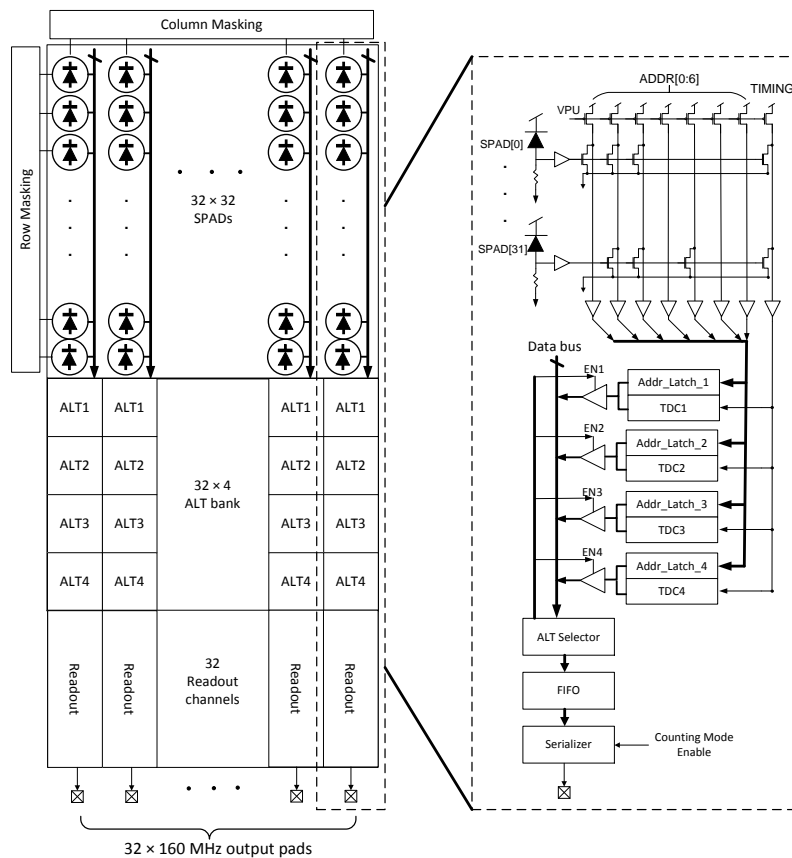 Column Masking
Row Masking
32 × 32
SPADs
ALT1
ALT1
ALT1
ALT1
ALT2
ALT2
ALT2
ALT2
32 × 4
ALT bank
ALT3
ALT3
ALT3
ALT3
ALT4
ALT4
ALT4
ALT4
Readout
Readout
32
Readout
channels
Readout
Readout
32 × 160 MHz output pads
ADDR[0:6]
TIMING
VPU
SPAD[0]
SPAD[31]
Data bus
EN1
Addr_Latch_1
TDC1
EN2
Addr_Latch_2
TDC2
EN3
Addr_Latch_3
TDC3
EN4
Addr_Latch_4
TDC4
ALT Selector
FIFO
Serializer
Counting Mode
Enable